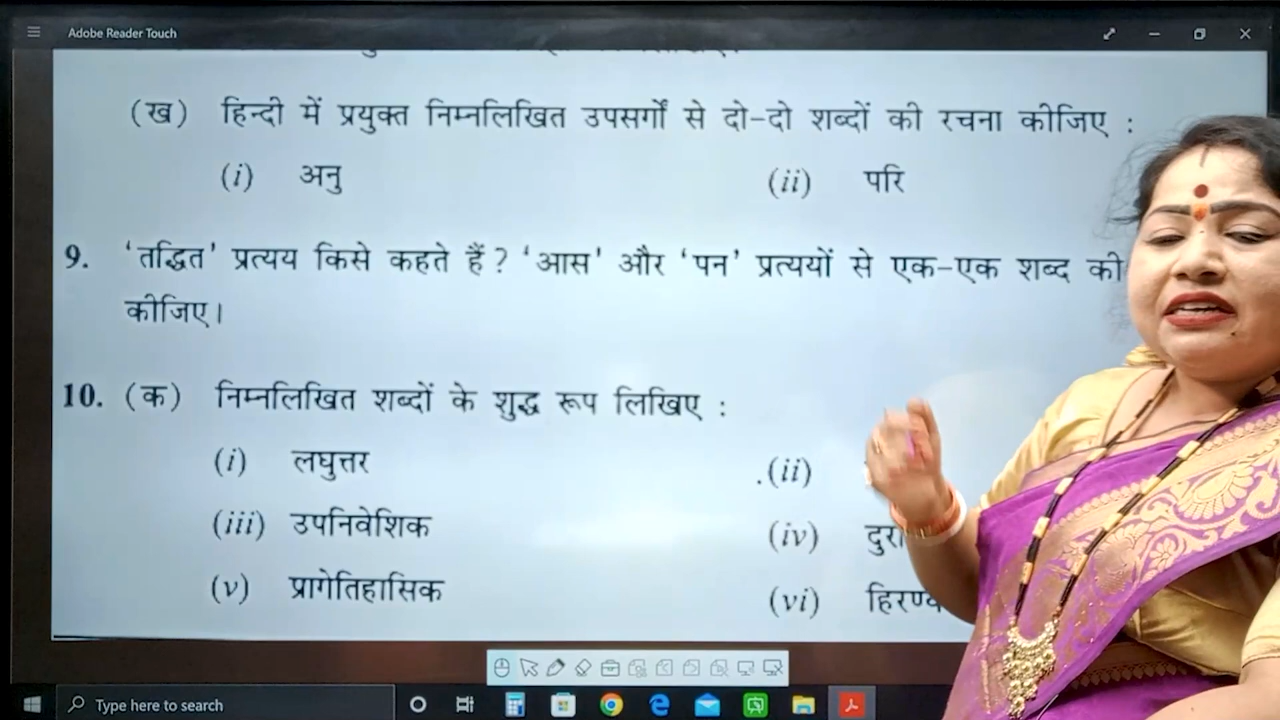 Adobe Reader Touch
(ख) हिन्दी में प्रयुक्त निम्नलिखित उपसर्गों से दो-दो शब्दों की रचना कीजिए :
(i) अनु (ii) परि
9. 'तद्धित' प्रत्यय किसे कहते हैं? 'आस' और 'पन' प्रत्ययों से एक-एक शब्द की
कीजिए।
10. (क) निम्नलिखित शब्दों के शुद्ध रूप लिखिए :
(i) लघुत्तर .(ii)
(iii) उपनिवेशिक (iv)
(v) प्रागेतिहासिक (vi)
Type here to search